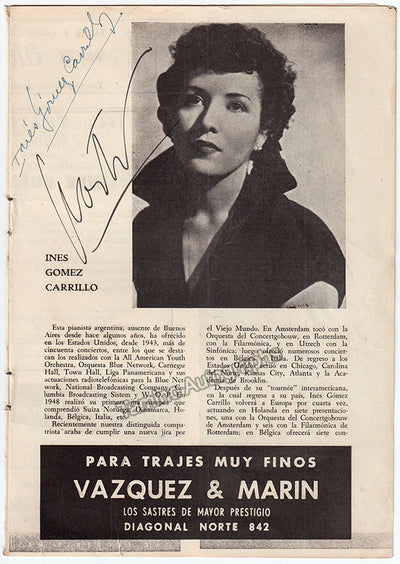 Inés Gómez Carrillo
INES
GOMEZ
CARRILLO
Esta pianista argentina, ausente de Buenos
Aires desde hace algunos años, ha ofrecido
en los Estados Unidos, desde 1943, más de
cincuenta conciertos, entre los que se desta-
can los realizados con la All American Youth
Orchestra, Orquesta Blue Network, Carnegie
Hall, Town Hall, Liga Panamericana y sus
actuaciones radiotelefónicas para la Blue Net
work, National Broadcasting Company, Co-
lumbia Broadcasting Sistem y W.
1948 realizó su primera jira europea que
comprendió Suiza Noruega, Dinamarca, Ho-
landa, Bélgica, Italia, etc.
Recientemente nuestra distinguida compa-
triota acaba de cumplir una nueva jira por
el Viejo Mundo. En Amsterdam tocó con la
Orquesta del Concertgobouw, en Rotterdam,
con la Filarmónica, y en Utrech con la
Sinfónica; luego ofreció numerosos concier-
tos en Bélgica e Italia. De regreso a los
Estados Unidos actuó en Chicago, Carolina
del Norte, Kansas City, Atlanta y la Aca-
demia de Brooklin.
Después de su "tournée" interamericana,
en la cual regresa a su país, Inés Gómez
Carrillo volverá a Europa por cuarta vez,
actuando en Holanda en siete presentacio-
nes, una con la Orquesta del Concertgobouw
de Amsterdam y seis con la Filarmónica de
Rotterdam; en Bélgica ofrecerá siete con-
PARA TRAJES MUY FINOS
VAZQUEZ & MARIN
LOS SASTRES DE MAYOR PRESTIGIO
DIAGONAL NORTE 842